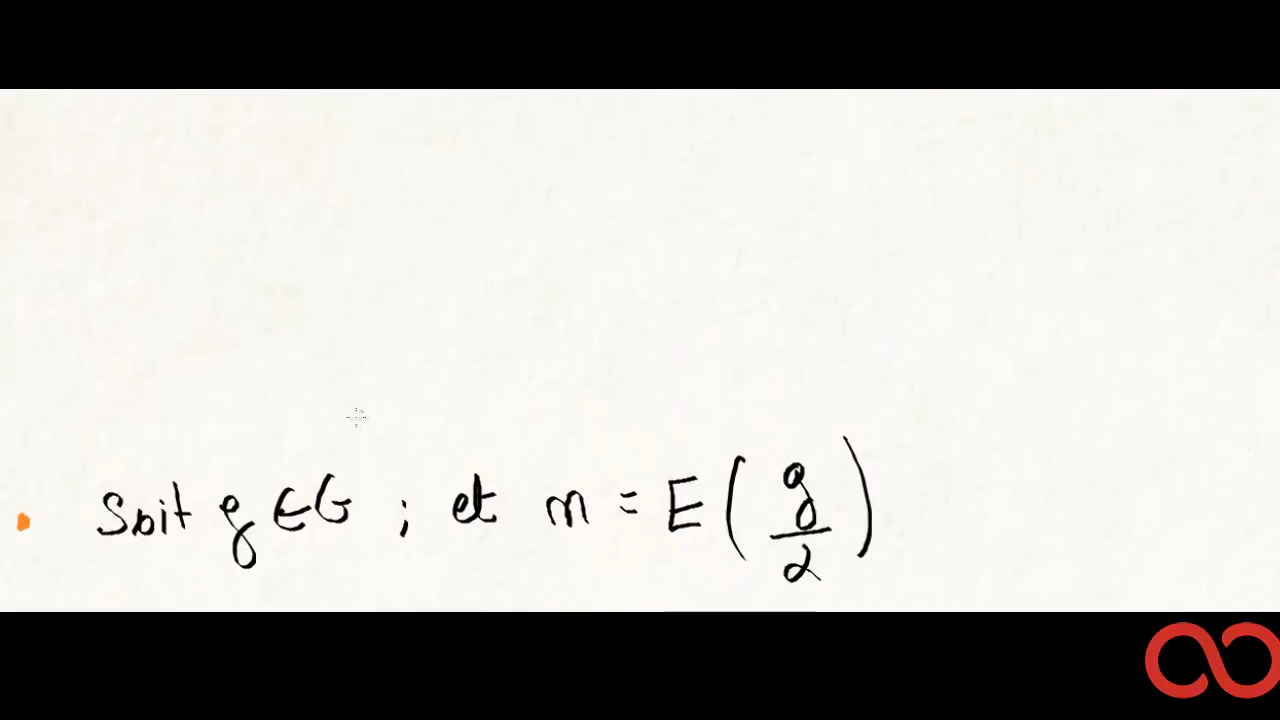 • Soit g ∈ G ; et n = E(g/2)